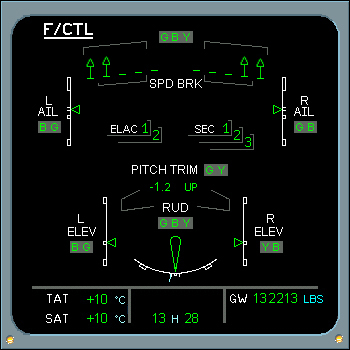 F/CTL
G B Y
SPD BRK
L R
AIL AIL
B G G B
ELAC 1 2 SEC 1 2 3
PITCH TRIM G Y
-1.2 UP
L RUD R
ELEV G B Y ELEV
B G Y B
TAT +10 °C GW 132213 LBS
SAT +10 °C 13 H 28